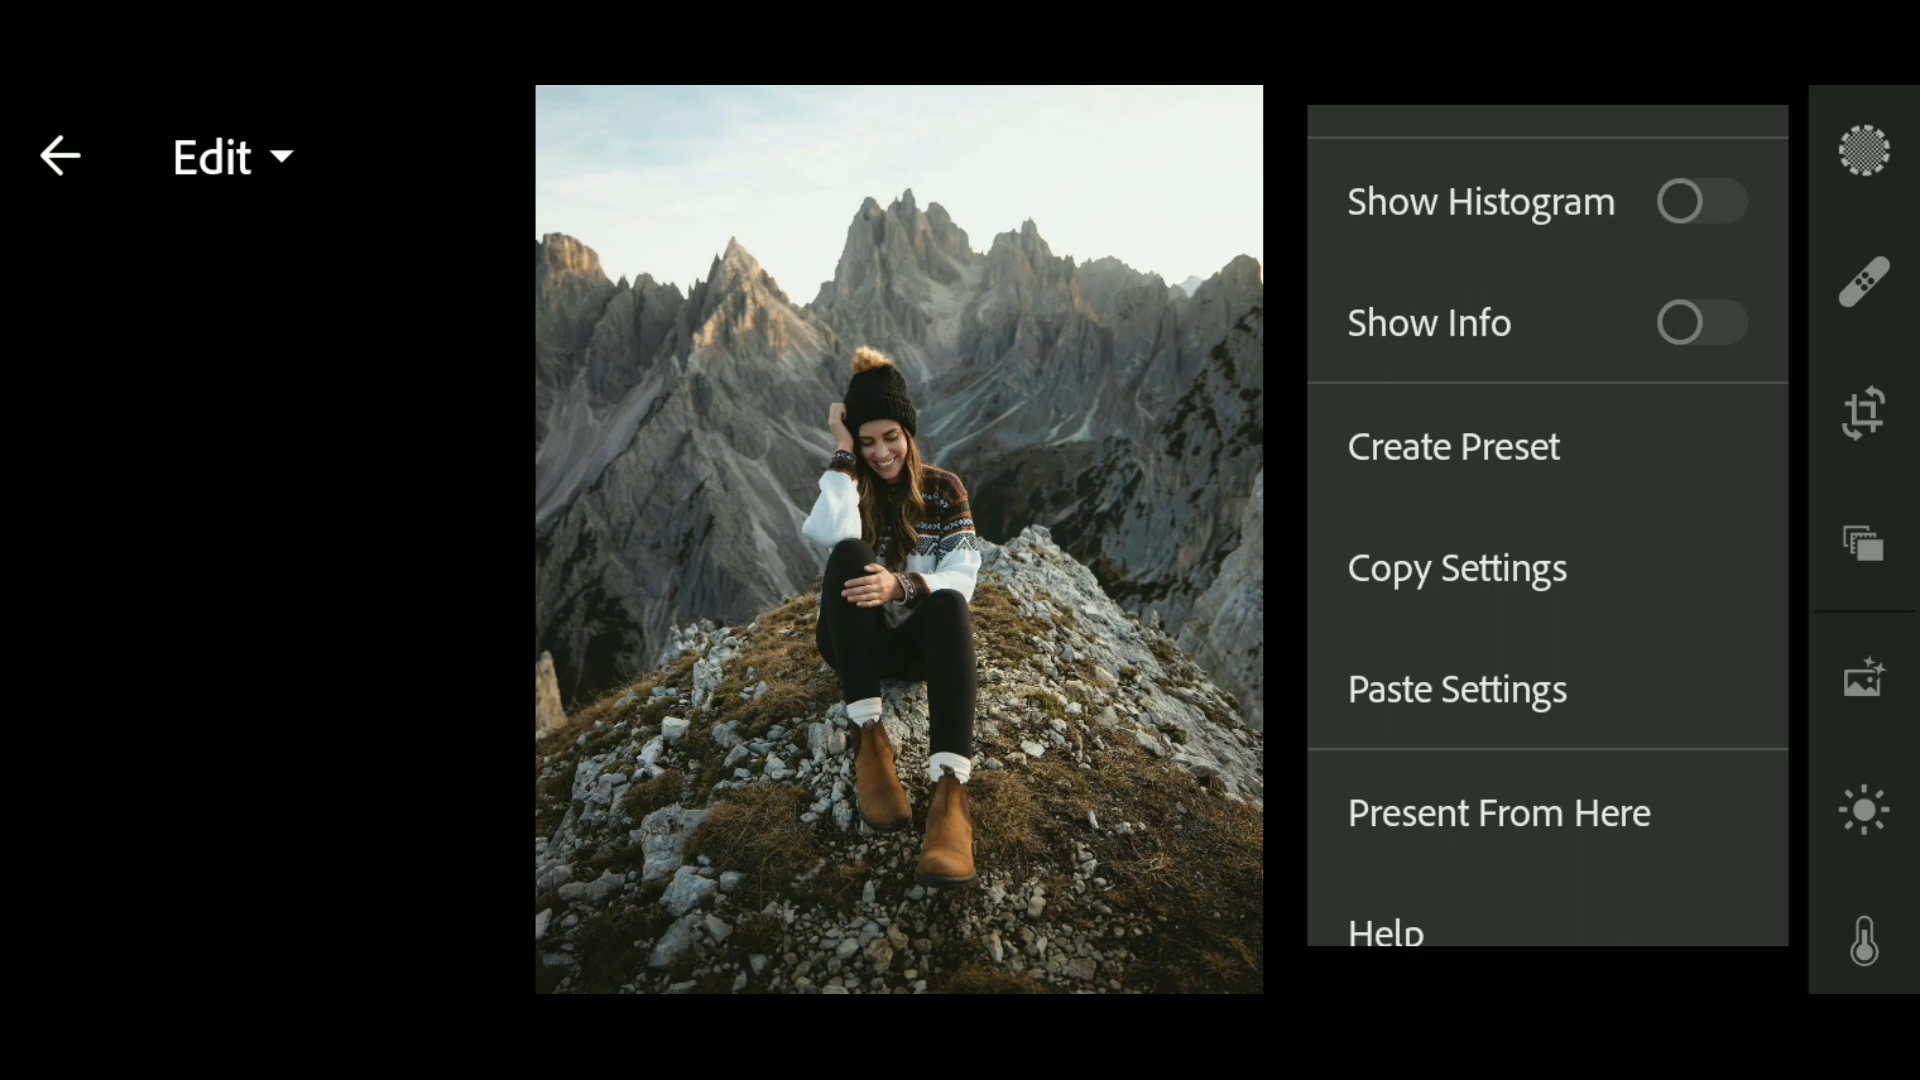 Edit
Show Histogram
Show Info
Create Preset
Copy Settings
Paste Settings
Present From Here
Help